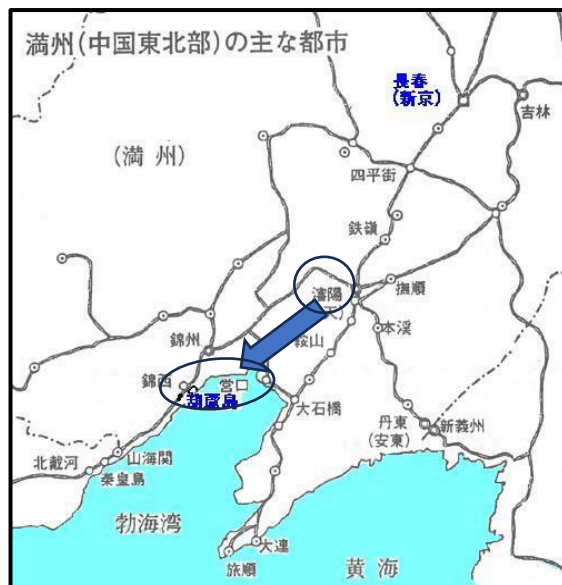 満州(中国東北部)の主な都市
長春
(新京)
吉林
(満州)
四平街
鉄嶺
瀋陽
撫順
本渓
鞍山
錦州
錦西
営口
葫蘆島
大石橋
丹東
(安東)
新義州
北戴河
山海関
秦皇島
勃海湾
大連
旅順
黄海